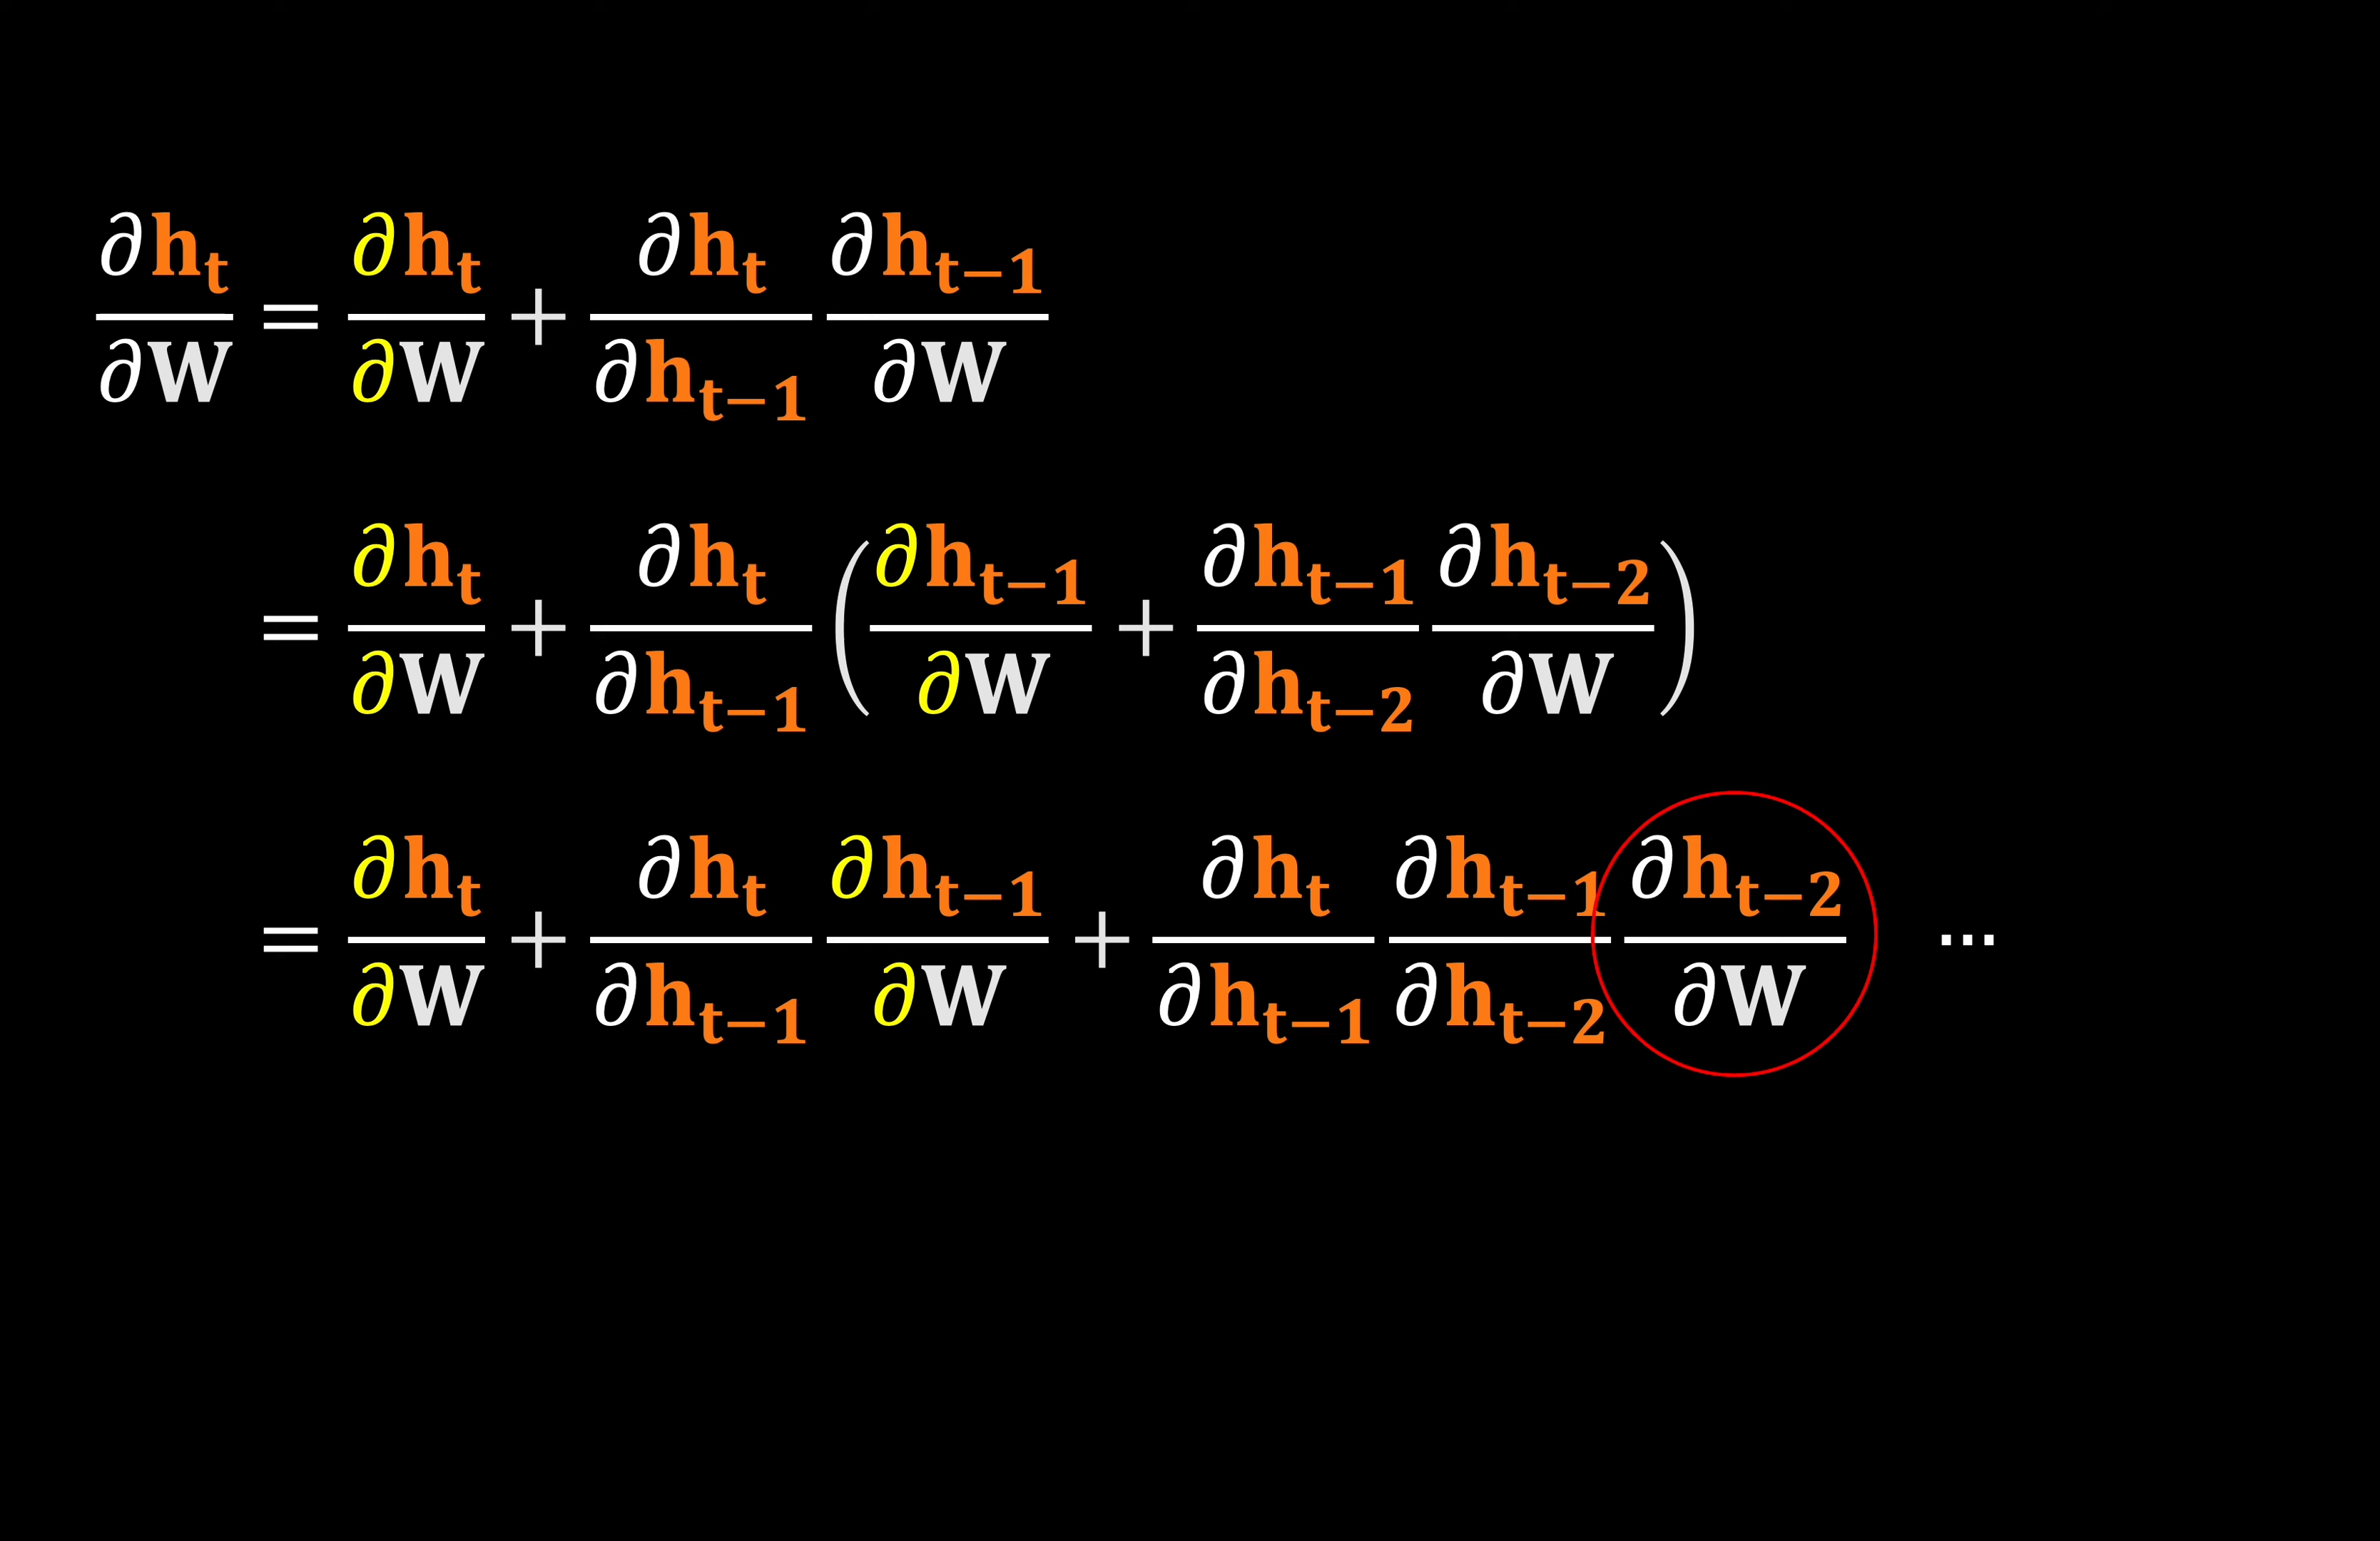 ∂h_t/∂W = ∂h_t/∂W + ∂h_t/∂h_{t−1} ∂h_{t−1}/∂W
= ∂h_t/∂W + ∂h_t/∂h_{t−1} (∂h_{t−1}/∂W + ∂h_{t−1}/∂h_{t−2} ∂h_{t−2}/∂W)
= ∂h_t/∂W + ∂h_t/∂h_{t−1} ∂h_{t−1}/∂W + ∂h_t/∂h_{t−1} ∂h_{t−1}/∂h_{t−2} ∂h_{t−2}/∂W ...